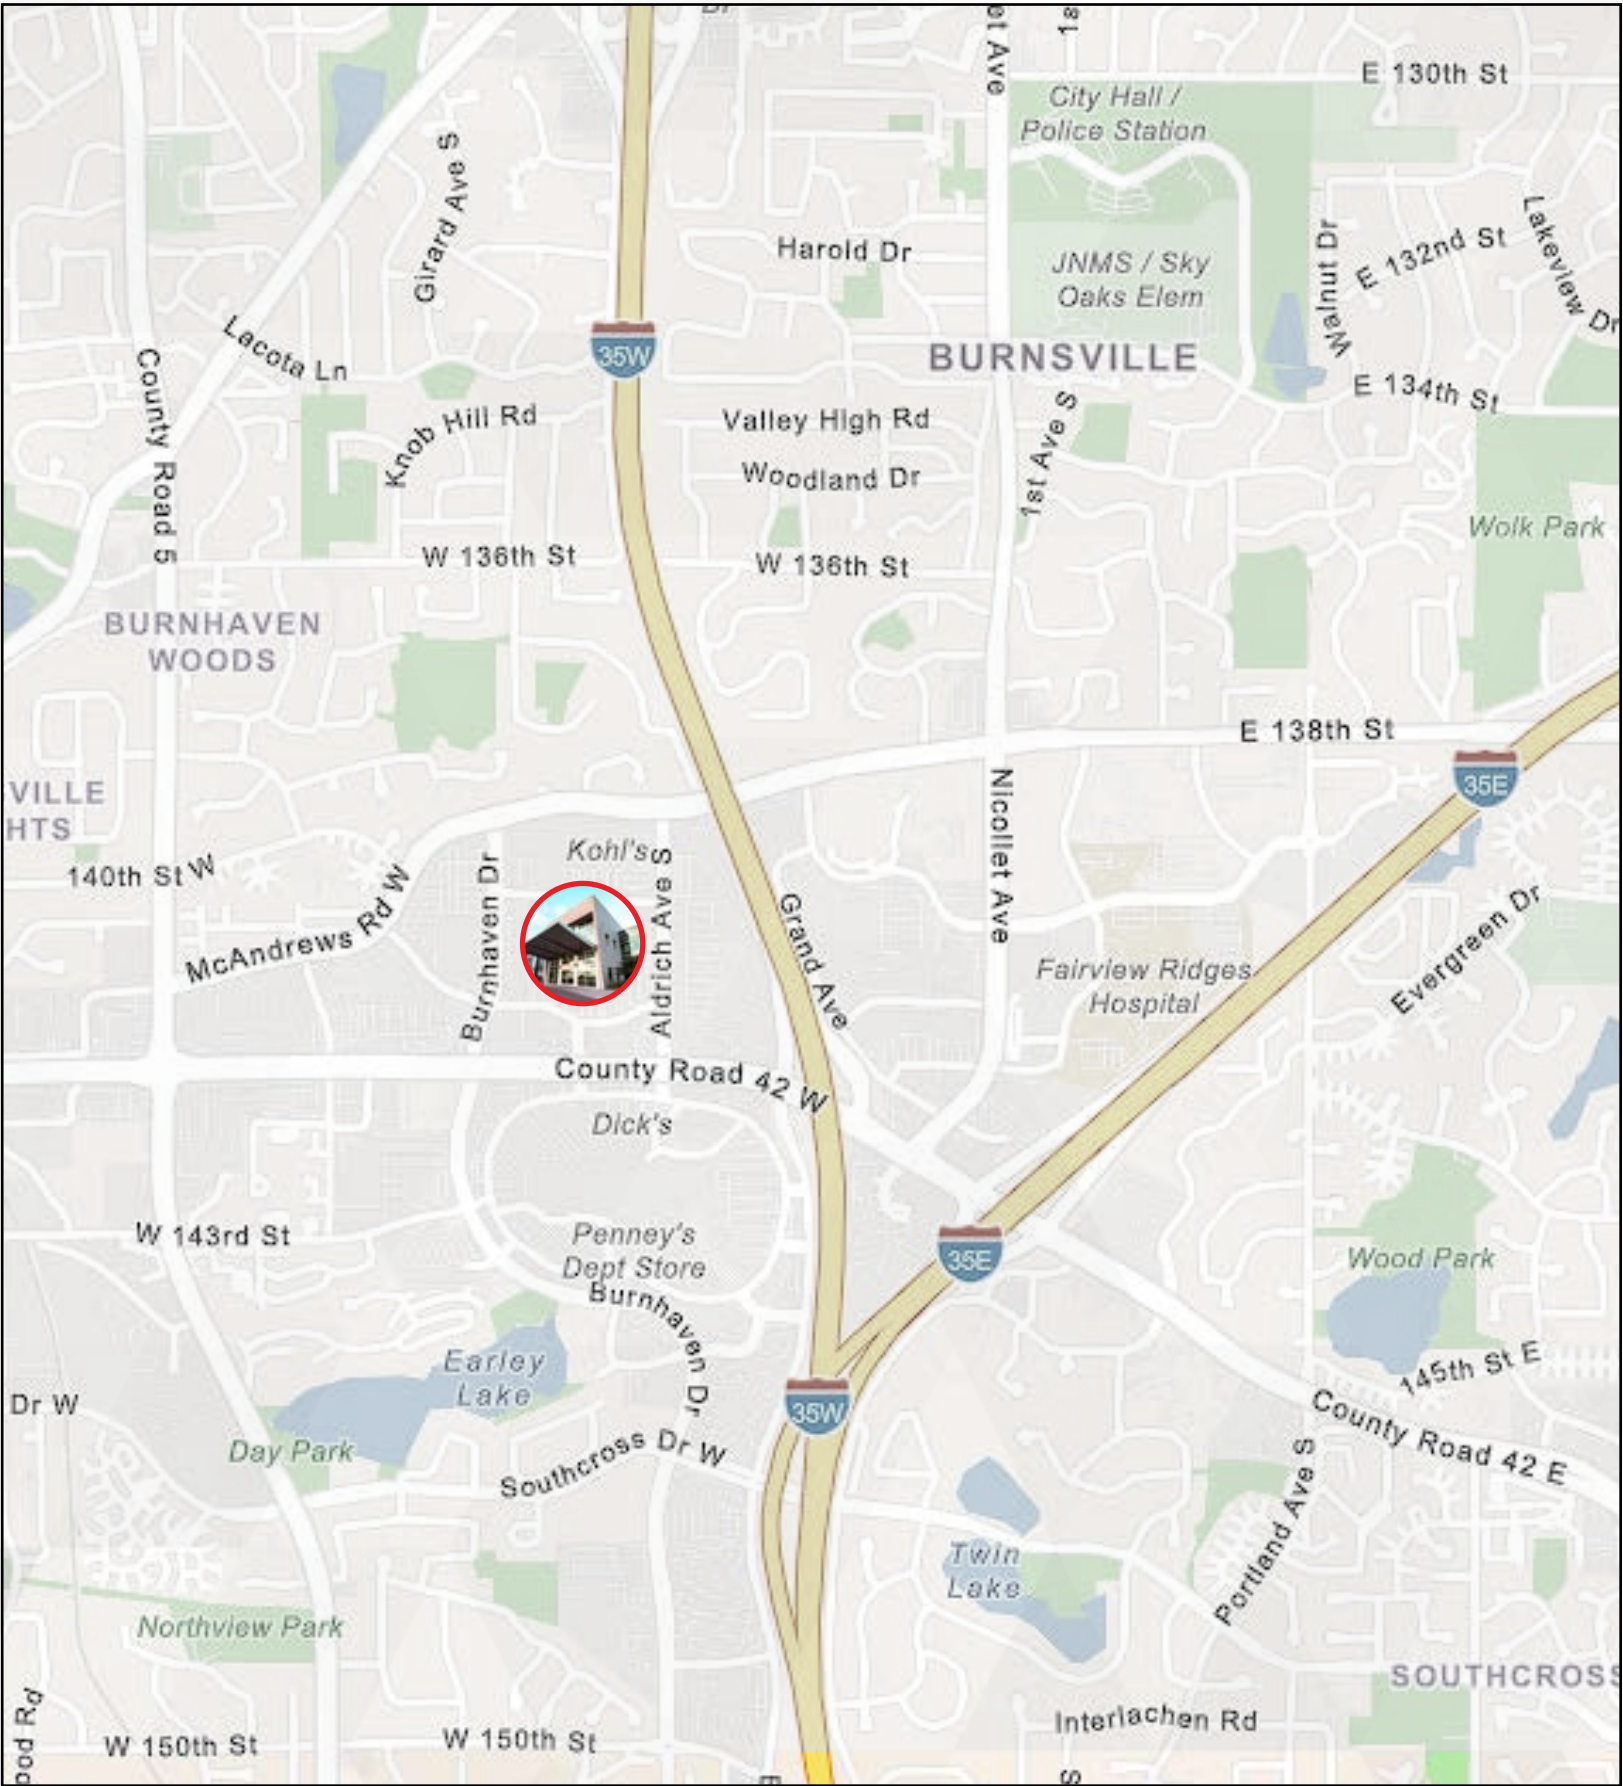 et Ave
E 130th St
City Hall /
Police Station
Girard Ave S
Harold Dr
JNMS / Sky
Oaks Elem
Walnut Dr
E 132nd St
Lakeview Dr
Lacota Ln
35W
BURNSVILLE
County Road 5
Knob Hill Rd
Valley High Rd
1st Ave S
E 134th St
Woodland Dr
Wolk Park
W 136th St
W 136th St
BURNHAVEN
WOODS
E 138th St
35E
VILLE
HTS
Nicollet Ave
Kohl's
140th St W
McAndrews Rd W
Burnhaven Dr
Aldrich Ave S
Grand Ave
Evergreen Dr
Fairview Ridges
Hospital
County Road 42 W
Dick's
W 143rd St
Penney's
Dept Store
35E
Wood Park
Burnhaven Dr
Earley
Lake
145th St E
Dr W
35W
County Road 42 E
Day Park
Southcross Dr W
Portland Ave S
Twin
Lake
Northview Park
SOUTHCROSS
ood Rd
Interlachen Rd
W 150th St
W 150th St